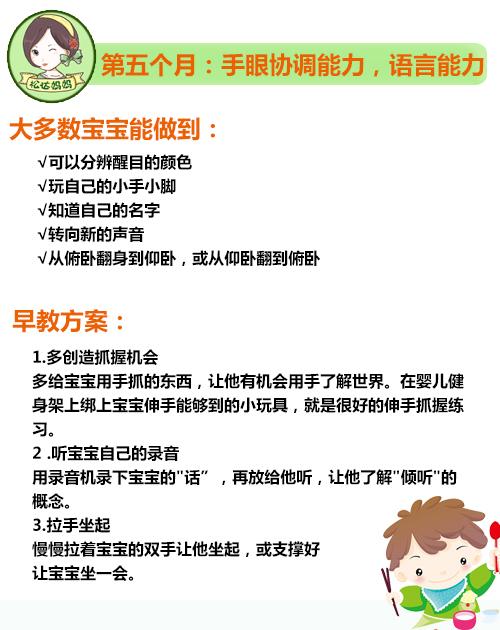 松达妈妈
第五个月：手眼协调能力，语言能力
大多数宝宝能做到：
√可以分辨醒目的颜色
√玩自己的小手小脚
√知道自己的名字
√转向新的声音
√从俯卧翻身到仰卧，或从仰卧翻到俯卧
早教方案：
1.多创造抓握机会
多给宝宝用手抓的东西，让他有机会用手了解世界。在婴儿健
身架上绑上宝宝伸手能够到的小玩具，就是很好的伸手抓握练
习。
2 .听宝宝自己的录音
用录音机录下宝宝的"话”，再放给他听，让他了解"倾听"的
概念。
3.拉手坐起
慢慢拉着宝宝的双手让他坐起，或支撑好
让宝宝坐一会。